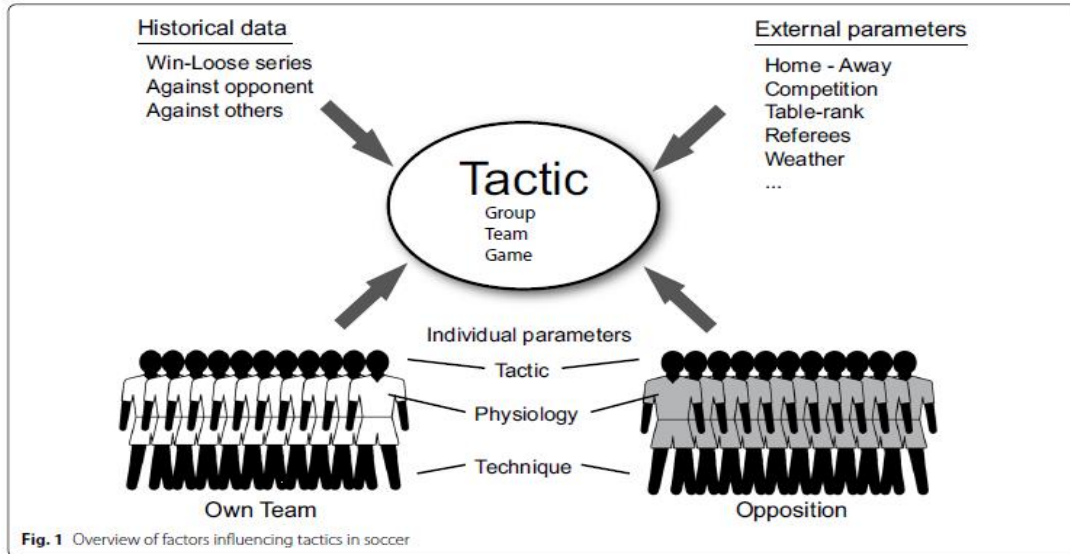 Historical data
Win-Loose series
Against opponent
Against others
External parameters
Home - Away
Competition
Table-rank
Referees
Weather
...
Tactic
Group
Team
Game
Individual parameters
Tactic
Physiology
Technique
Own Team
Opposition
Fig. 1 Overview of factors influencing tactics in soccer